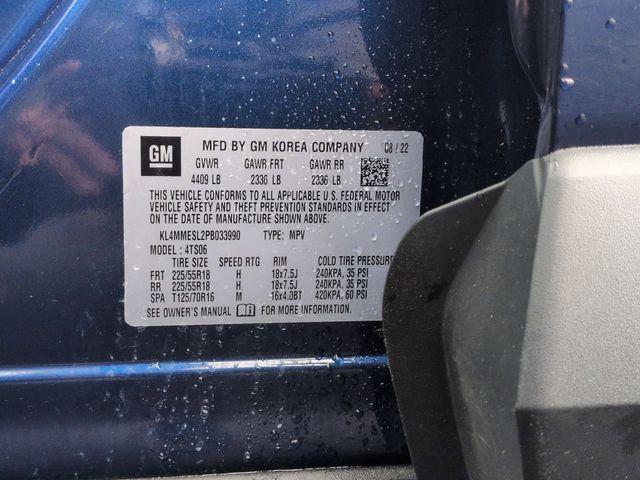 GM MFD BY GM KOREA COMPANY 08 / 22
GVWR GAWR FRT GAWR RR
4409 LB 2336 LB 2336 LB
THIS VEHICLE CONFORMS TO ALL APPLICABLE U.S. FEDERAL MOTOR
VEHICLE SAFETY AND THEFT PREVENTION STANDARDS IN EFFECT
ON THE DATE OF MANUFACTURE SHOWN ABOVE.
KL4MMESL2PB033990 TYPE: MPV
MODEL : 4TS06
TIRE SIZE SPEED RTG RIM COLD TIRE PRESSURE
FRT 225/55R18 H 18x7.5J 240KPA, 35 PSI
RR 225/55R18 H 18x7.5J 240KPA, 35 PSI
SPA T125/70R16 M 16x4.0BT 420KPA, 60 PSI
SEE OWNER'S MANUAL FOR MORE INFORMATION.